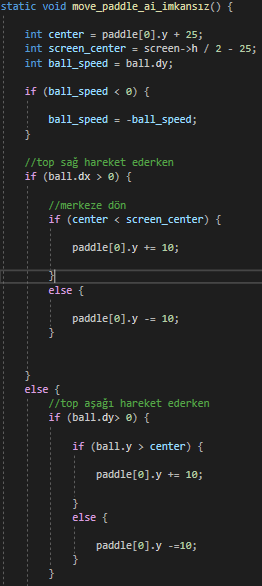 static void move_paddle_ai_imkansız() {
int center = paddle[0].y + 25;
int screen_center = screen->h / 2 - 25;
int ball_speed = ball.dy;
if (ball_speed < 0) {
ball_speed = -ball_speed;
}
//top sağ hareket ederken
if (ball.dx > 0) {
//merkeze dön
if (center < screen_center) {
paddle[0].y += 10;
}
else {
paddle[0].y -= 10;
}
}
else {
//top aşağı hareket ederken
if (ball.dy> 0) {
if (ball.y > center) {
paddle[0].y += 10;
}
else {
paddle[0].y -=10;
}
}